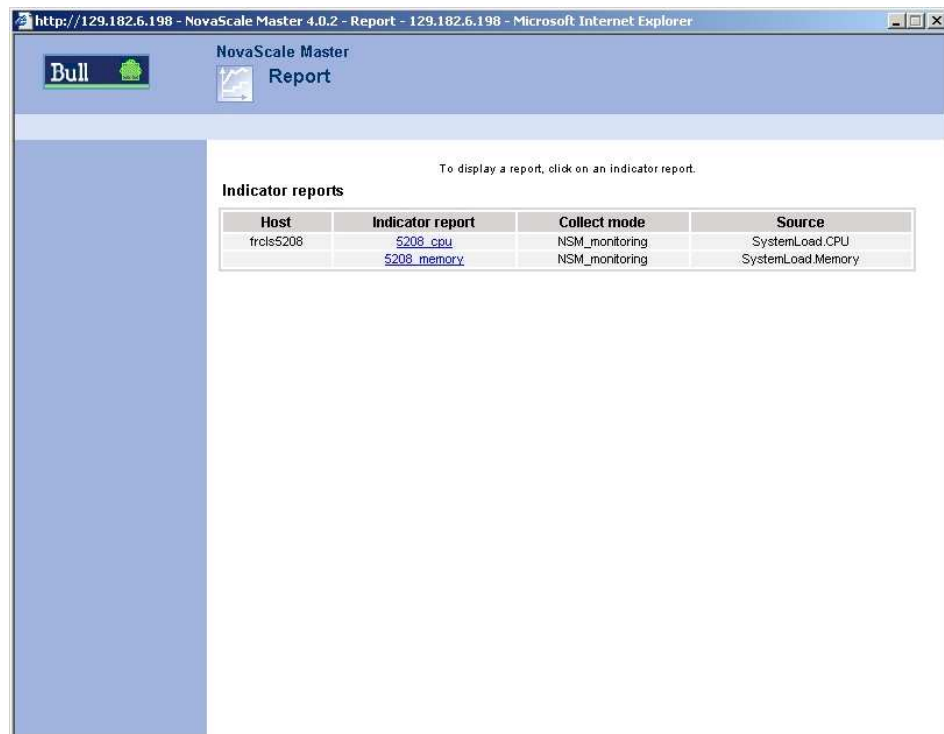 http://129.182.6.198 - NovaScale Master 4.0.2 - Report - 129.182.6.198 - Microsoft Internet Explorer
Bull
NovaScale Master
Report
To display a report, click on an indicator report.
Indicator reports
Host Indicator report Collect mode Source
frcls5208 5208_cpu NSM_monitoring SystemLoad.CPU
5208_memory NSM_monitoring SystemLoad.Memory